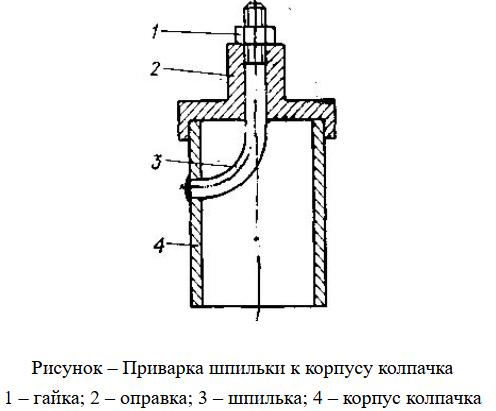 1
2
3
4
Рисунок – Приварка шпильки к корпусу колпачка
1 – гайка; 2 – оправка; 3 – шпилька; 4 – корпус колпачка